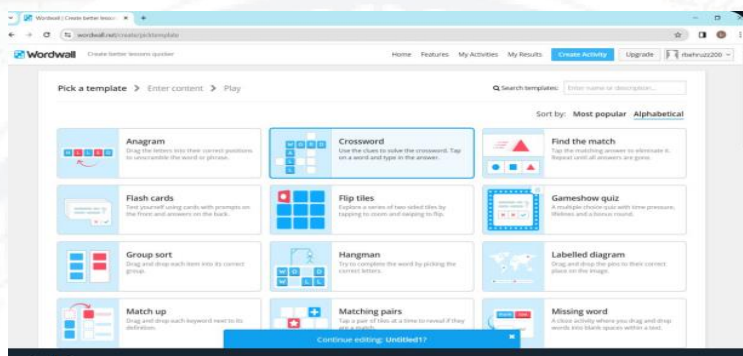 Wordwall | Create better lesson
wordwall.net/create/picktemplate
Wordwall Create better lessons quicker Home Features My Activities My Results Create Activity Upgrade
Pick a template > Enter content > Play Search templates: Enter name or description...
Sort by: Most popular Alphabetical
Anagram
Drag the letters into their correct positions
to unscramble the word or phrase.
Crossword
Use the clues to solve the crossword. Tap
on a word and type in the answer.
Find the match
Tap the matching answer to eliminate it.
Repeat until all answers are gone.
Flash cards
Test yourself using cards with prompts on
the front and answers on the back.
Flip tiles
Explore a series of two sided tiles by
tapping to zoom and swiping to flip.
Gameshow quiz
A multiple choice quiz with time pressure,
lifelines and a bonus round.
Group sort
Drag and drop each item into its correct
group.
Hangman
Try to complete the word by picking the
correct letters.
Labelled diagram
Drag and drop the pins to their correct
place on the image.
Match up
Drag and drop each keyword next to its
definition.
Matching pairs
Tap a pair of tiles at a time to reveal if they
are a match.
Missing word
A cloze activity where you drag and drop
words into blank spaces within a text.
Continue editing: Untitled1?